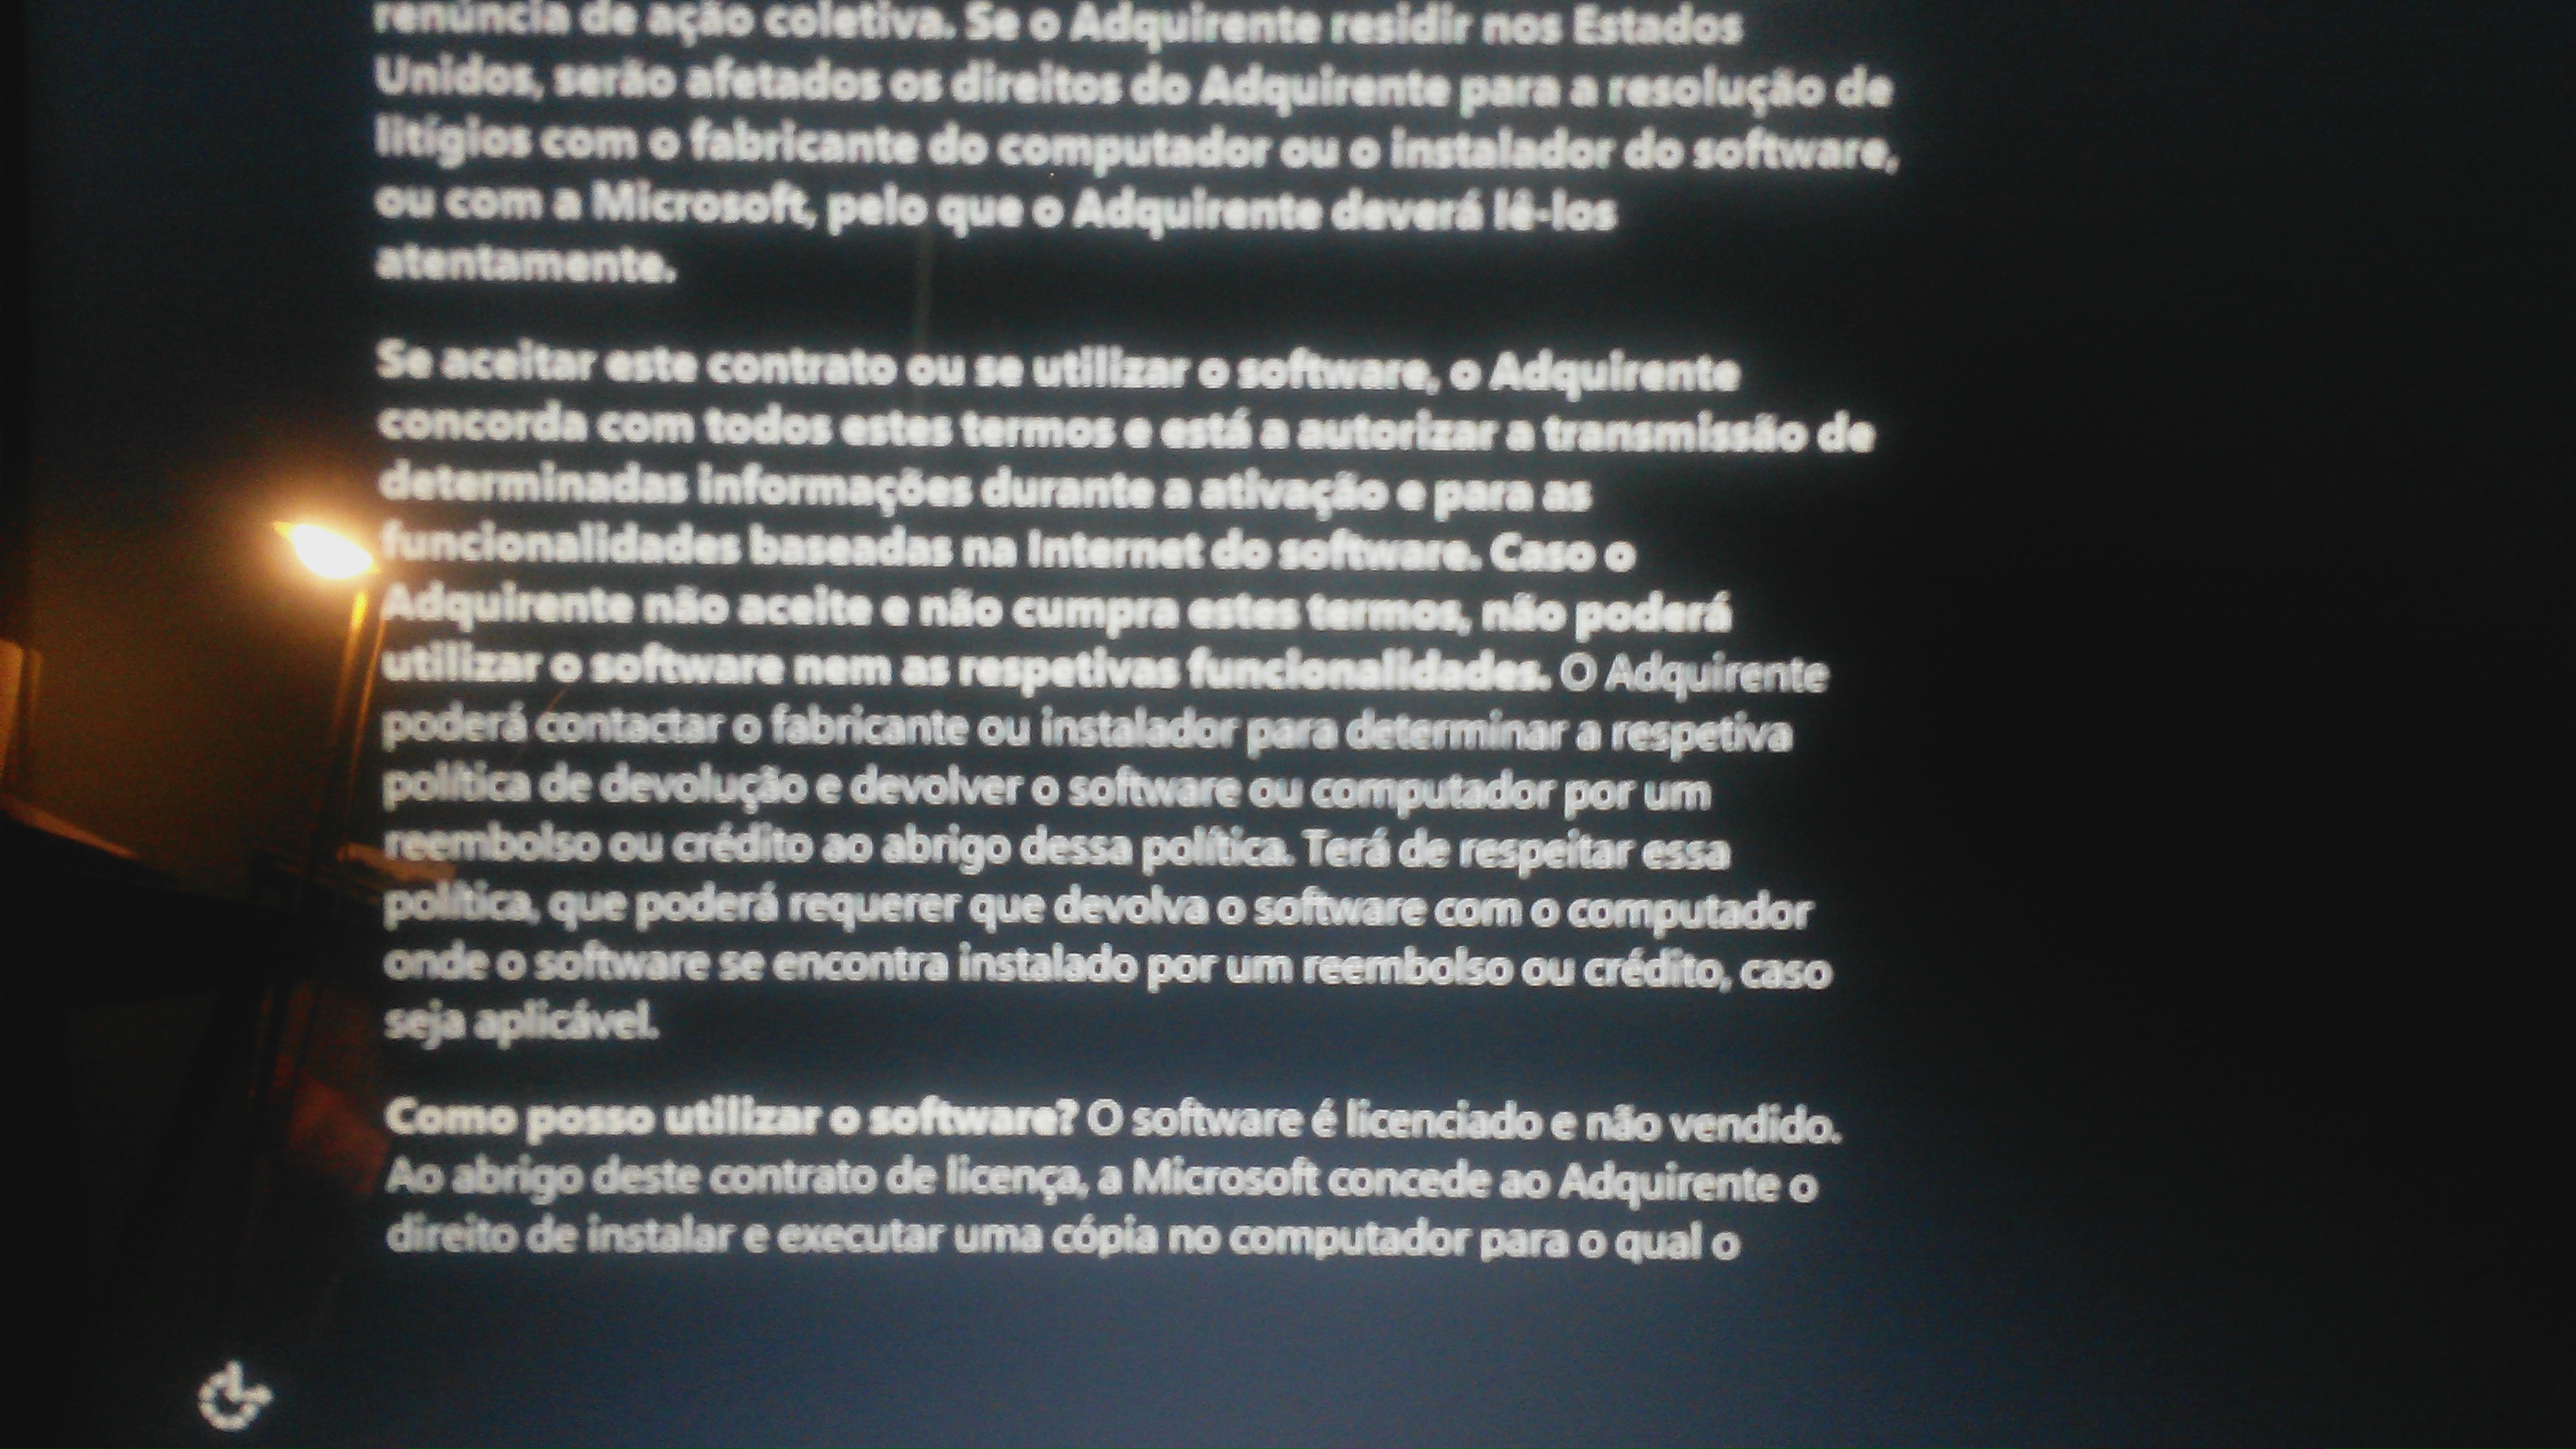 renúncia de ação coletiva. Se o Adquirente residir nos Estados
Unidos, serão afetados os direitos do Adquirente para a resolução de
litígios com o fabricante do computador ou o instalador do software,
ou com a Microsoft, pelo que o Adquirente deverá lê-los
atentamente.
Se aceitar este contrato ou se utilizar o software, o Adquirente
concorda com todos estes termos e está a autorizar a transmissão de
determinadas informações durante a ativação e para as
funcionalidades baseadas na Internet do software. Caso o
Adquirente não aceite e não cumpra estes termos, não poderá
utilizar o software nem as respetivas funcionalidades. O Adquirente
poderá contactar o fabricante ou instalador para determinar a respetiva
política de devolução e devolver o software ou computador por um
reembolso ou crédito ao abrigo dessa política. Terá de respeitar essa
política, que poderá requerer que devolva o software com o computador
onde o software se encontra instalado por um reembolso ou crédito, caso
seja aplicável.
Como posso utilizar o software? O software é licenciado e não vendido.
Ao abrigo deste contrato de licença, a Microsoft concede ao Adquirente o
direito de instalar e executar uma cópia no computador para o qual o